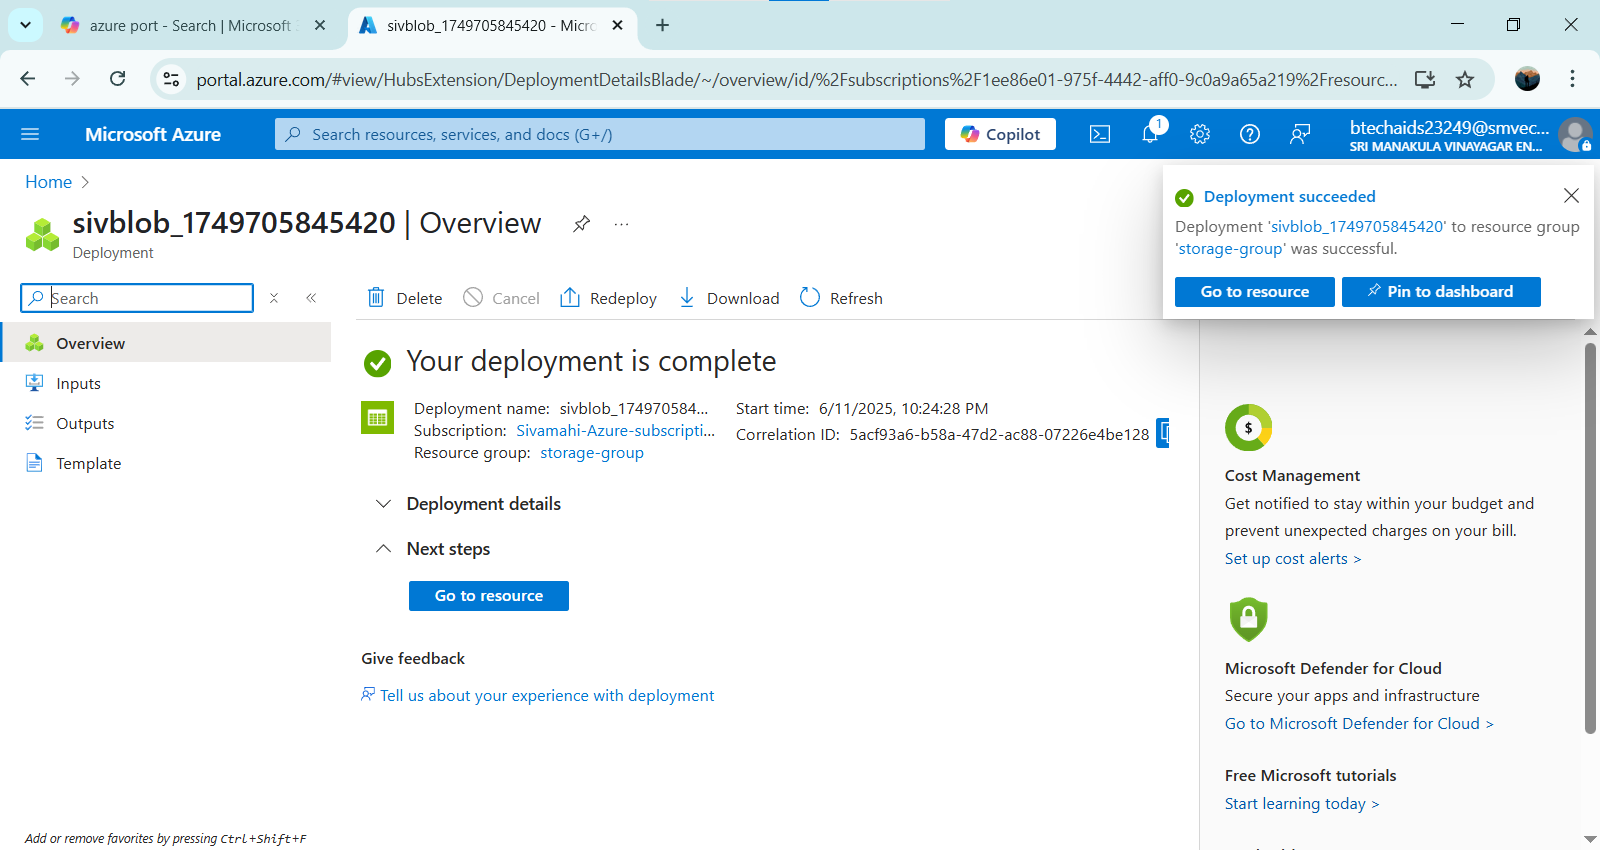 azure port - Search | Microsoft
sivblob_1749705845420 - Micro
portal.azure.com/#view/HubsExtension/DeploymentDetailsBlade/~/overview/id/%2Fsubscriptions%2F1ee86e01-975f-4442-aff0-9c0a9a65a219%2Fresourc...
Microsoft Azure
Search resources, services, and docs (G+/)
Copilot
1
btechaids23249@smvec...
SRI MANAKULA VINAYAGAR EN...
Home
sivblob_1749705845420 | Overview
...
Deployment
Deployment succeeded
Deployment 'sivblob_1749705845420' to resource group
'storage-group' was successful.
Go to resource
Pin to dashboard
Search
Delete
Cancel
Redeploy
Download
Refresh
Overview
Inputs
Outputs
Template
Your deployment is complete
Deployment name: sivblob_174970584...
Subscription: Sivamahi-Azure-subscripti...
Resource group: storage-group
Start time: 6/11/2025, 10:24:28 PM
Correlation ID: 5acf93a6-b58a-47d2-ac88-07226e4be128
Deployment details
Next steps
Go to resource
Give feedback
Tell us about your experience with deployment
$
Cost Management
Get notified to stay within your budget and
prevent unexpected charges on your bill.
Set up cost alerts >
Microsoft Defender for Cloud
Secure your apps and infrastructure
Go to Microsoft Defender for Cloud >
Free Microsoft tutorials
Start learning today >
Add or remove favorites by pressing Ctrl+Shift+F